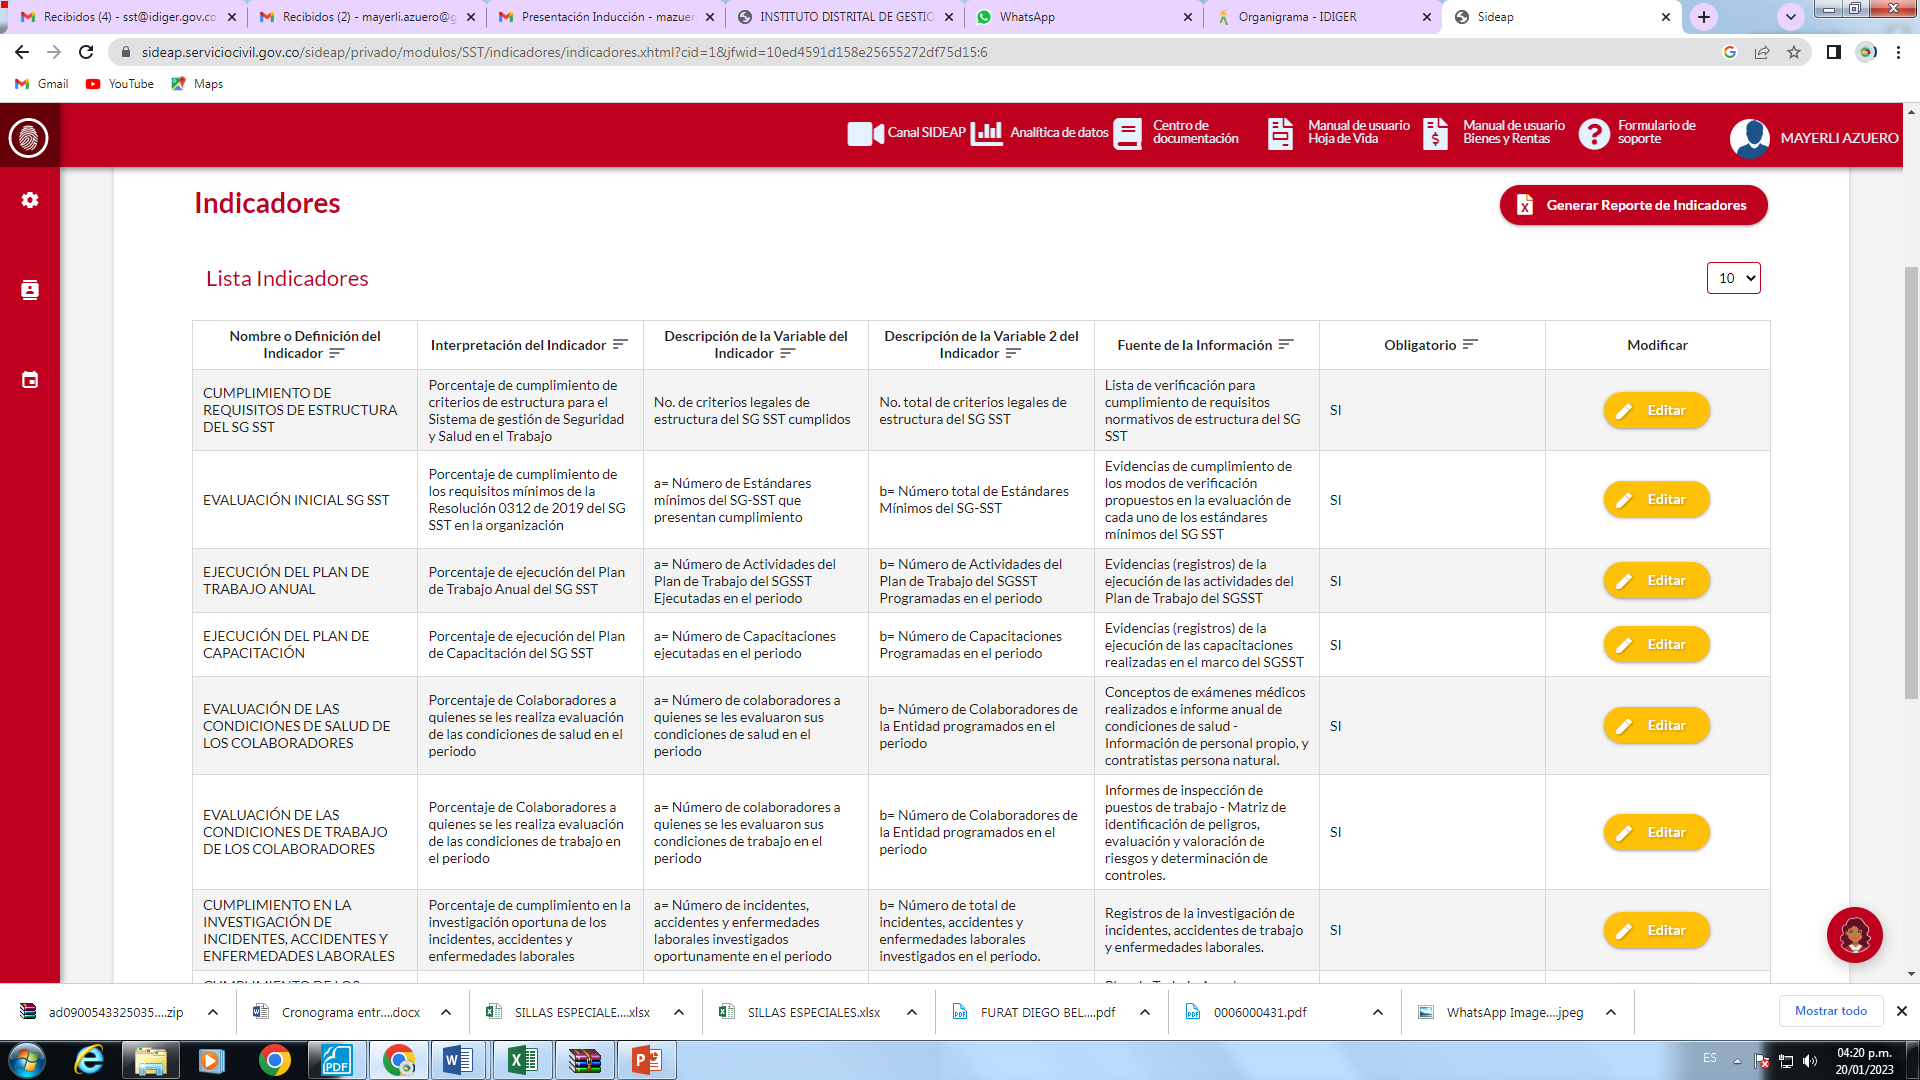 Recibidos (4) - sst@idiger.gov.co
Recibidos (2) - mayerli.azuero@g
Presentación Inducción - mazuer
INSTITUTO DISTRITAL DE GESTIO
WhatsApp
Organigrama - IDIGER
Sideap
sideap.serviciocivil.gov.co/sideap/privado/modulos/SST/indicadores/indicadores.xhtml?cid=1&jfwid=10ed4591d158e25655272df75d15:6
Gmail
YouTube
Maps
Canal SIDEAP
Analítica de datos
Centro de
documentación
Manual de usuario
Hoja de Vida
Manual de usuario
Bienes y Rentas
Formulario de
soporte
MAYERLI AZUERO
Indicadores
Generar Reporte de Indicadores
Lista Indicadores
10
Nombre o Definición del
Indicador
Interpretación del Indicador
Descripción de la Variable del
Indicador
Descripción de la Variable 2 del
Indicador
Fuente de la Información
Obligatorio
Modificar
CUMPLIMIENTO DE
REQUISITOS DE ESTRUCTURA
DEL SG SST
Porcentaje de cumplimiento de
criterios de estructura para el
Sistema de gestión de Seguridad
y Salud en el Trabajo
No. de criterios legales de
estructura del SG SST cumplidos
No. total de criterios legales de
estructura del SG SST
Lista de verificación para
cumplimiento de requisitos
normativos de estructura del SG
SST
SI
Editar
EVALUACIÓN INICIAL SG SST
Porcentaje de cumplimiento de
los requisitos mínimos de la
Resolución 0312 de 2019 del SG
SST en la organización
a= Número de Estándares
mínimos del SG-SST que
presentan cumplimiento
b= Número total de Estándares
Mínimos del SG-SST
Evidencias de cumplimiento de
los modos de verificación
propuestos en la evaluación de
cada uno de los estándares
mínimos del SG SST
SI
Editar
EJECUCIÓN DEL PLAN DE
TRABAJO ANUAL
Porcentaje de ejecución del Plan
de Trabajo Anual del SG SST
a= Número de Actividades del
Plan de Trabajo del SGSST
Ejecutadas en el periodo
b= Número de Actividades del
Plan de Trabajo del SGSST
Programadas en el periodo
Evidencias (registros) de la
ejecución de las actividades del
Plan de Trabajo del SGSST
SI
Editar
EJECUCIÓN DEL PLAN DE
CAPACITACIÓN
Porcentaje de ejecución del Plan
de Capacitación del SG SST
a= Número de Capacitaciones
ejecutadas en el periodo
b= Número de Capacitaciones
Programadas en el periodo
Evidencias (registros) de la
ejecución de las capacitaciones
realizadas en el marco del SGSST
SI
Editar
EVALUACIÓN DE LAS
CONDICIONES DE SALUD DE
LOS COLABORADORES
Porcentaje de Colaboradores a
quienes se les realiza evaluación
de las condiciones de salud en el
periodo
a= Número de colaboradores a
quienes se les evaluaron sus
condiciones de salud en el
periodo
b= Número de Colaboradores de
la Entidad programados en el
periodo
Conceptos de exámenes médicos
realizados e informe anual de
condiciones de salud -
Información de personal propio, y
contratistas persona natural.
SI
Editar
EVALUACIÓN DE LAS
CONDICIONES DE TRABAJO
DE LOS COLABORADORES
Porcentaje de Colaboradores a
quienes se les realiza evaluación
de las condiciones de trabajo en
el periodo
a= Número de colaboradores a
quienes se les evaluaron sus
condiciones de trabajo en el
periodo
b= Número de Colaboradores de
la Entidad programados en el
periodo
Informes de inspección de
puestos de trabajo - Matriz de
identificación de peligros,
evaluación y valoración de
riesgos y determinación de
controles.
SI
Editar
CUMPLIMIENTO EN LA
INVESTIGACIÓN DE
INCIDENTES, ACCIDENTES Y
ENFERMEDADES LABORALES
Porcentaje de cumplimiento en la
investigación oportuna de los
incidentes, accidentes y
enfermedades laborales
a= Número de incidentes,
accidentes y enfermedades
laborales investigados
oportunamente en el periodo
b= Número de total de
incidentes, accidentes y
enfermedades laborales
investigados en el periodo.
Registros de la investigación de
incidentes, accidentes de trabajo
y enfermedades laborales.
SI
Editar
ad0900543325035....zip
Cronograma entr....docx
SILLAS ESPECIALE....xlsx
SILLAS ESPECIALES.xlsx
FURAT DIEGO BEL....pdf
0006000431.pdf
WhatsApp Image....jpeg
Mostrar todo
ES
04:20 p.m.
20/01/2023